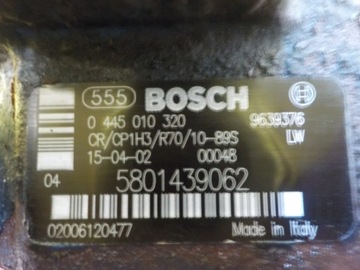 555 BOSCH
0 445 010 320 9639376
CR/CP1H3/R70/10-89S LW
15-04-02 00048
04 5801439062
02006120477 Made in Italy